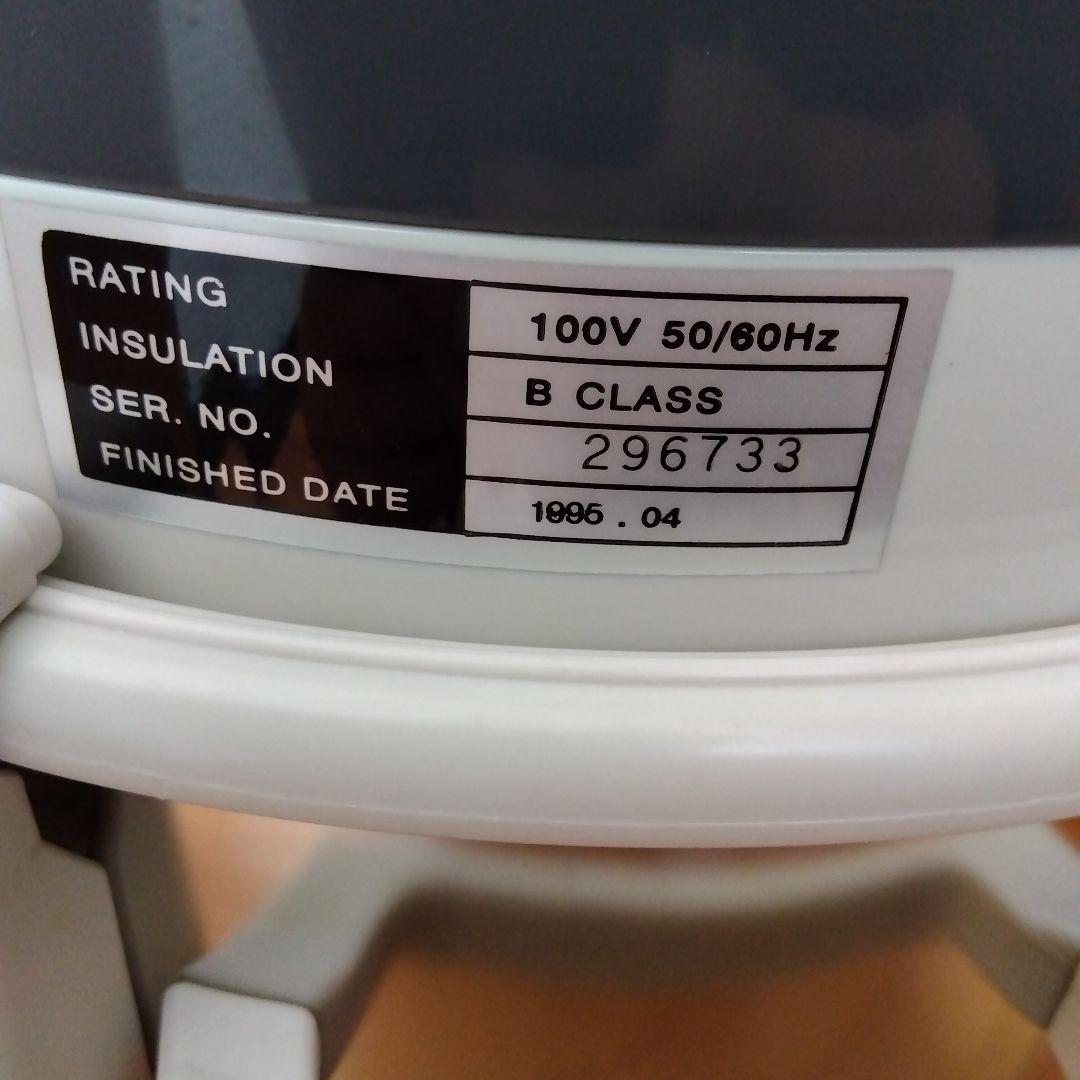 RATING 100V 50/60Hz
INSULATION B CLASS
SER. NO. 296733
FINISHED DATE 1995 . 04